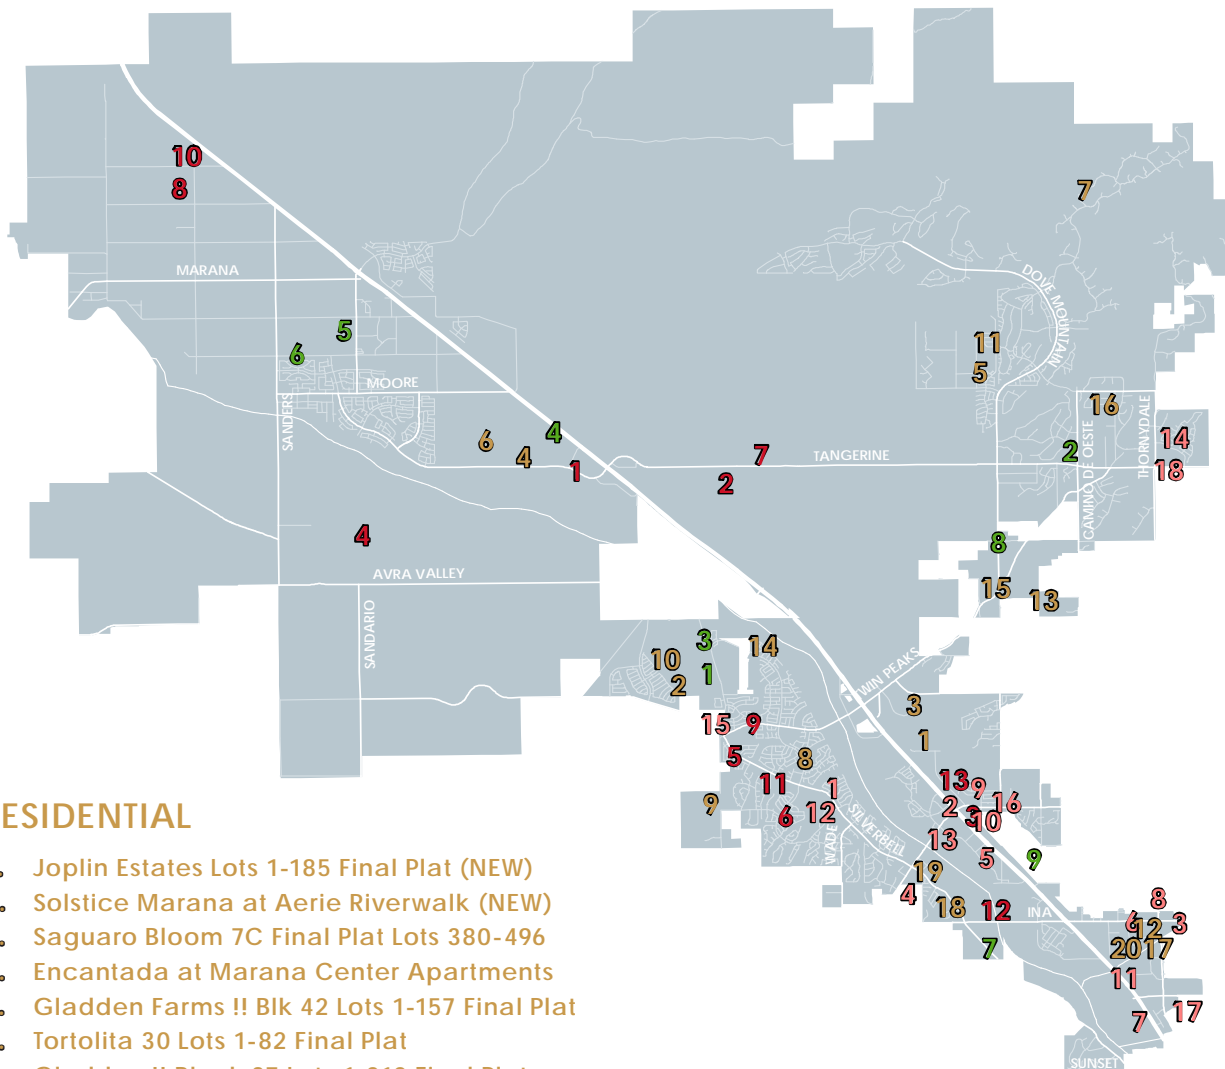 10
8
7
MARANA
DOVE MOUNTAIN
5
6
11
5
MOORE
16
SANDERS
THORNYDALE
CAMINO DE OESTE
14
6
4
4
1
7
TANGERINE
2
18
2
4
8
AVRA VALLEY
15
13
SANDARIO
3
14
10
1
2
WIN PEAKS
3
15
9
1
5
8
13
9
11
1
9
2
16
6
12
3
10
WADE
SILVERBELL
13
5
9
19
4
18
12
INA
8
6
12
3
7
20
17
11
17
7
SUNSET
ESIDENTIAL
Joplin Estates Lots 1-185 Final Plat (NEW)
Solstice Marana at Aerie Riverwalk (NEW)
Saguaro Bloom 7C Final Plat Lots 380-496
Encantada at Marana Center Apartments
Gladden Farms !! Blk 42 Lots 1-157 Final Plat
Tortolita 30 Lots 1-82 Final Plat